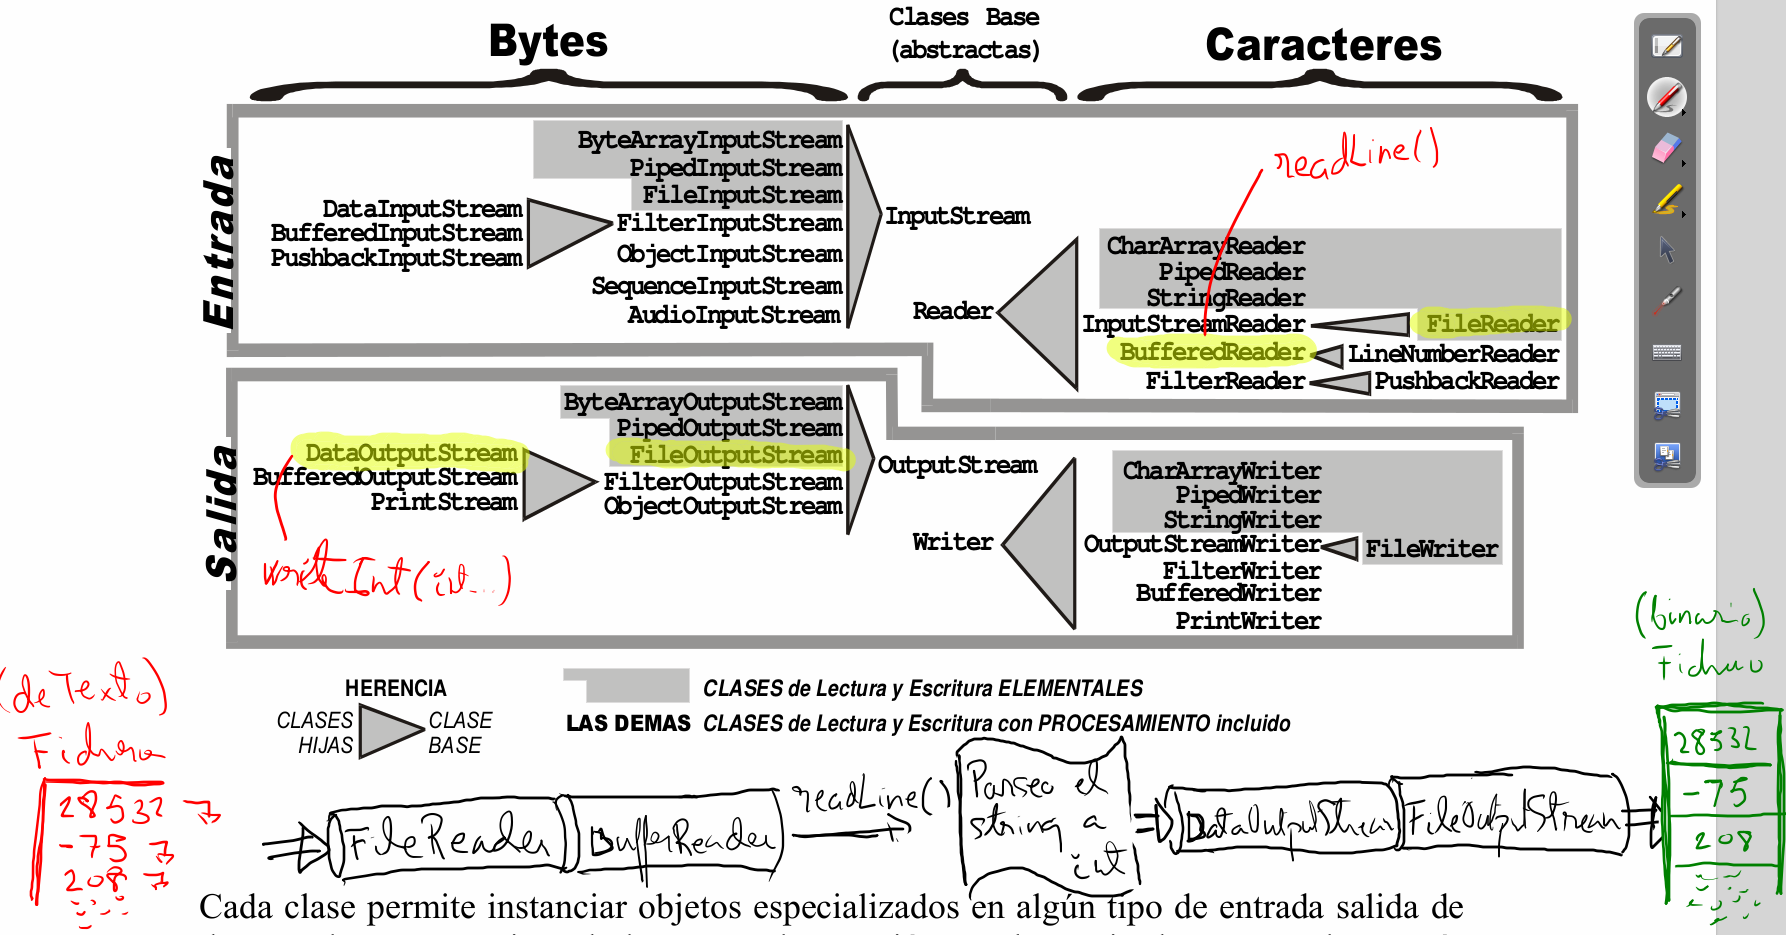 Bytes
Clases Base
(abstractas)
Caracteres
Entrada
ByteArrayInputStream
PipedInputStream
FileInputStream
DataInputStream
BufferedInputStream
PushbackInputStream
FilterInputStream
ObjectInputStream
SequenceInputStream
AudioInputStream
InputStream
Reader
readLine()
CharArrayReader
PipedReader
StringReader
InputStreamReader
FileReader
BufferedReader
LineNumberReader
FilterReader
PushbackReader
Salida
ByteArrayOutputStream
PipedOutputStream
FileOutputStream
DataOutputStream
BufferedOutputStream
PrintStream
FilterOutputStream
ObjectOutputStream
OutputStream
Writer
writeInt(int...)
CharArrayWriter
PipedWriter
StringWriter
OutputStreamWriter
FileWriter
FilterWriter
BufferedWriter
PrintWriter
HERENCIA
CLASES
HIJAS
CLASE
BASE
CLASES de Lectura y Escritura ELEMENTALES
LAS DEMAS CLASES de Lectura y Escritura con PROCESAMIENTO incluido
(de Texto)
Fichero
28532
-75
208
FileReader
BufferReader
readLine()
Parseo el
string a
int
DataOutputStream
FileOutputStream
(binario)
Fichero
28532
-75
208
Cada clase permite instanciar objetos especializados en algún tipo de entrada salida de